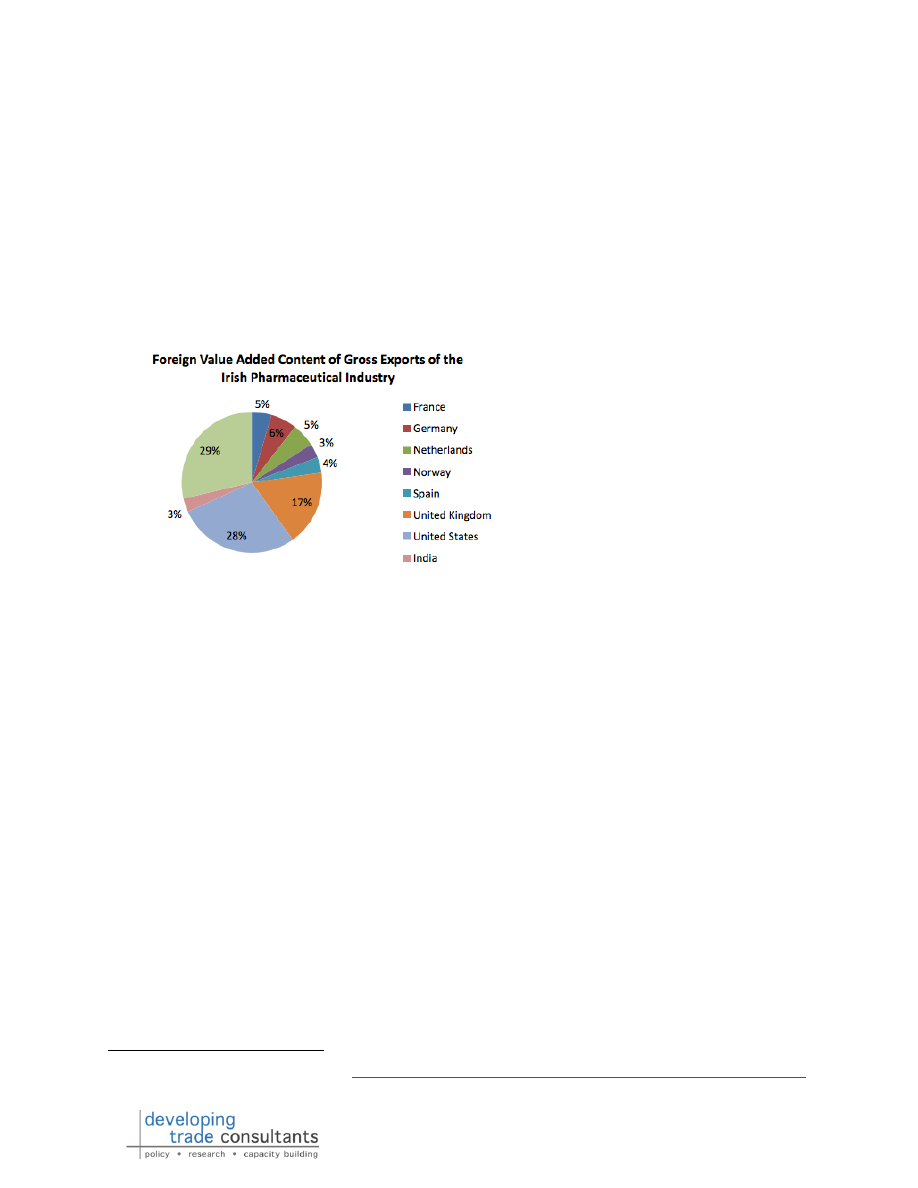 Foreign Value Added Content of Gross Exports of the
Irish Pharmaceutical Industry
5%
6%
5%
3%
4%
17%
28%
3%
29%
France
Germany
Netherlands
Norway
Spain
United Kingdom
United States
India
developing
trade consultants
policy • research • capacity building